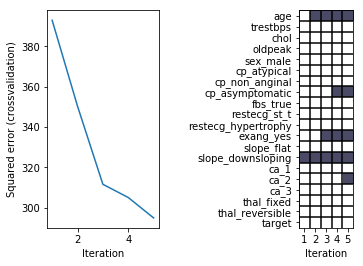 Squared error (crossvalidation)
380
360
340
320
300
2
4
Iteration
age
trestbps
chol
oldpeak
sex_male
cp_atypical
cp_non_anginal
cp_asymptomatic
fbs_true
restecg_st_t
restecg_hypertrophy
exang_yes
slope_flat
slope_downsloping
ca_1
ca_2
ca_3
thal_fixed
thal_reversible
target
1 2 3 4 5
Iteration